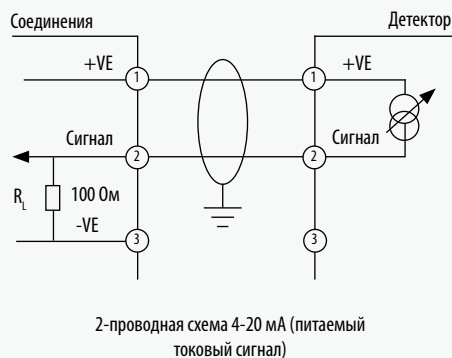 Соединения
Детектор
+VE
+VE
1
1
Сигнал
Сигнал
2
2
R_L
100 Ом
-VE
3
3
2-проводная схема 4-20 мА (питаемый
токовый сигнал)